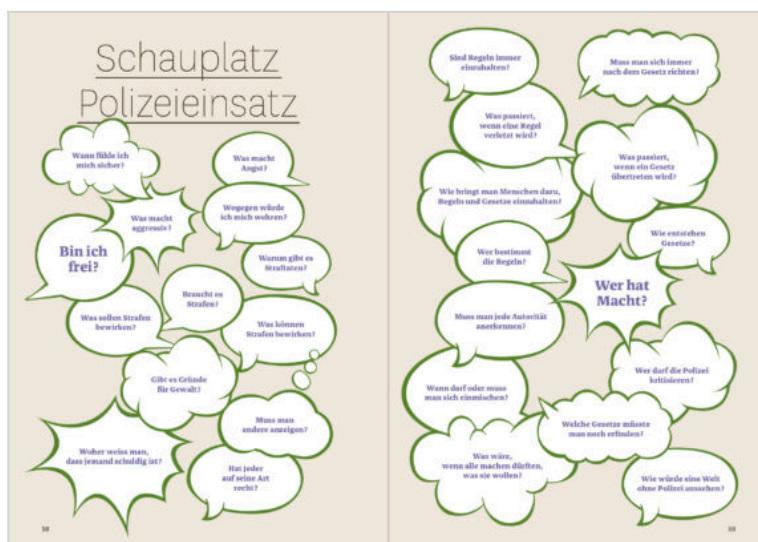 Schauplatz
Polizeieinsatz
Wann fühle ich
mich sicher?
Was macht
Angst?
Was macht
aggressiv?
Wogegen würde
ich mich wehren?
Bin ich
frei?
Warum gibt es
Straftaten?
Braucht es
Strafen?
Was sollen Strafen
bewirken?
Was können
Strafen bewirken?
Gibt es Gründe
für Gewalt?
Muss man
andere anzeigen?
Woher weiss man,
dass jemand schuldig ist?
Hat jeder
auf seine Art
recht?
Sind Regeln immer
einzuhalten?
Muss man sich immer
nach dem Gesetz richten?
Was passiert,
wenn eine Regel
verletzt wird?
Was passiert,
wenn ein Gesetz
übertreten wird?
Wie bringt man Menschen dazu,
Regeln und Gesetze einzuhalten?
Wie entstehen
Gesetze?
Wer bestimmt
die Regeln?
Wer hat
Macht?
Muss man jede Autorität
anerkennen?
Wer darf die Polizei
kritisieren?
Wann darf oder muss
man sich einmischen?
Welche Gesetze müsste
man noch erfinden?
Was wäre,
wenn alle machen dürften,
was sie wollen?
Wie würde eine Welt
ohne Polizei aussehen?